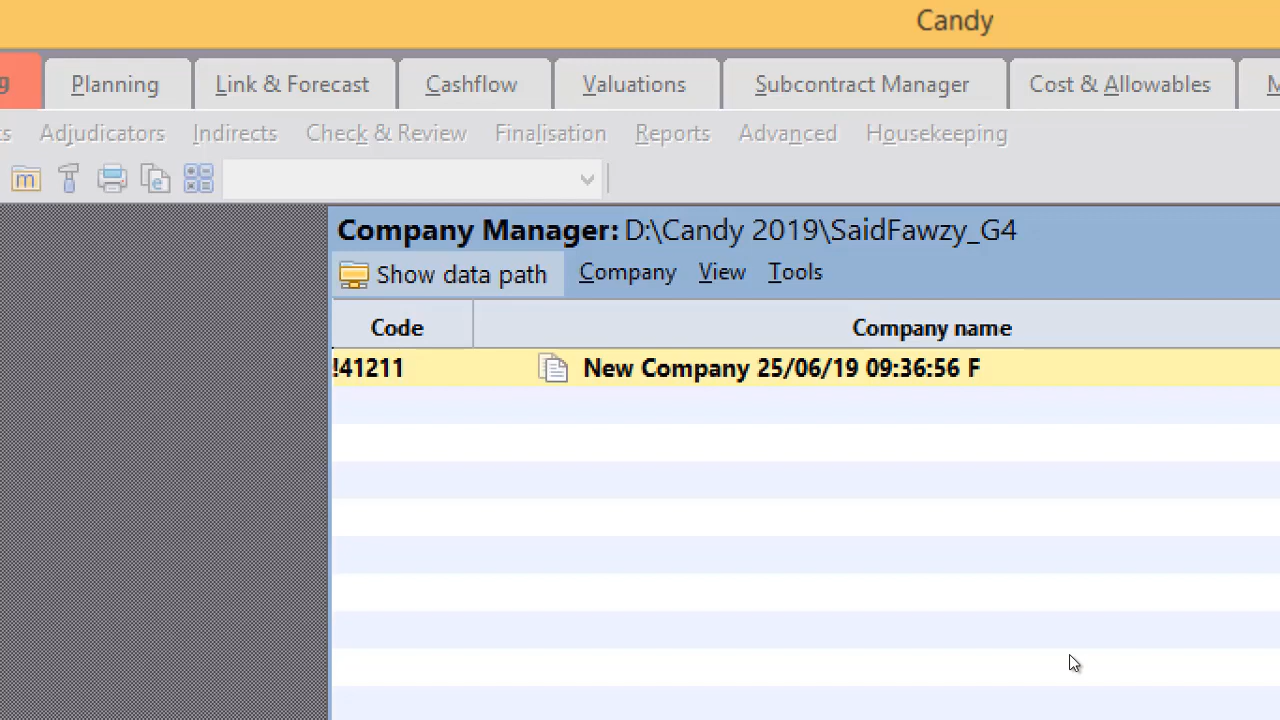 Candy
g Planning Link & Forecast Cashflow Valuations Subcontract Manager Cost & Allowables M
ts Adjudicators Indirects Check & Review Finalisation Reports Advanced Housekeeping
m e
Company Manager: D:\Candy 2019\SaidFawzy_G4
Show data path Company View Tools
Code Company name
!41211 New Company 25/06/19 09:36:56 F